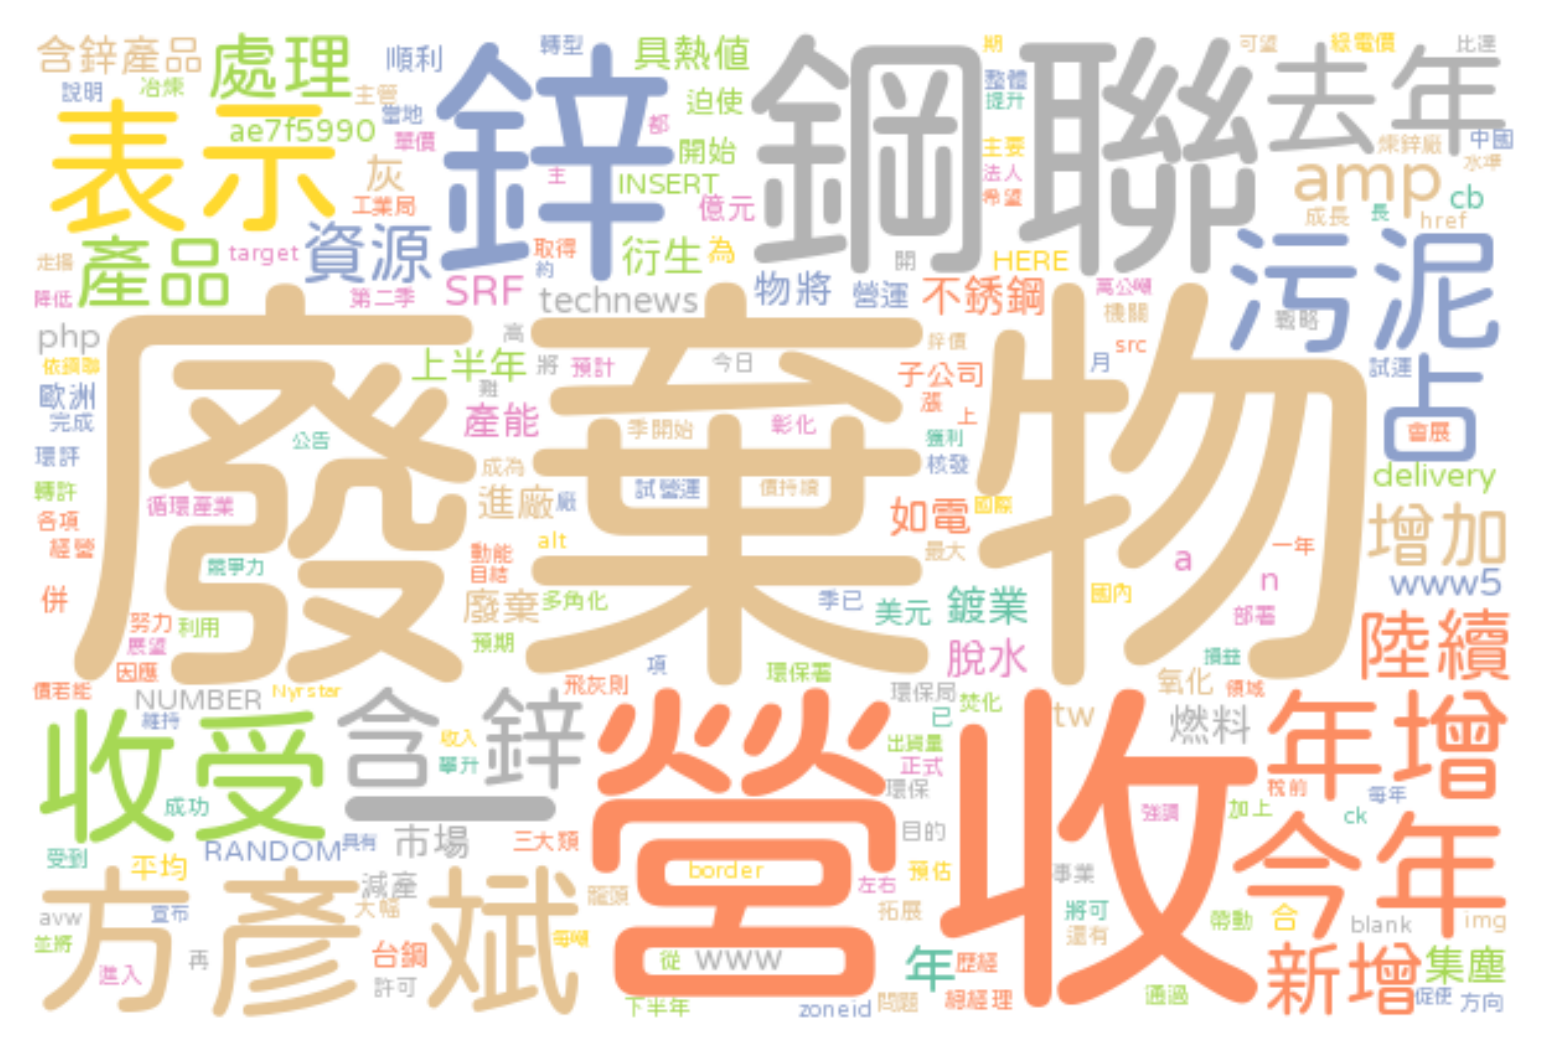 含鋅產品
處理
順利
轉型
鋅
具熱值
鋼聯
期
可望
綠電價
比達
去年
說明
冶煉
主管
當地
迫使
整體
提升
表示
ae7f5990
單價
都
開始
主要
煉鋅廠
中國
水準
灰
主
INSERT
法人
amp
工業局
億元
希望
成長
長
cb
href
走揚
產品
target
資源
取得
約
衍生
為
開
HERE
污泥
降低
第二季
SRF
technews
物將
營運
不銹鋼
萬公噸
機關
戰略
php
廢棄物
高
鋅價
src
依鋼聯
上半年
將
預計
今日
子公司
月
試運
占
歐洲
完成
難
產能
季開始
彰化
漲
上
獲利
會展
公告
環評
成為
核發
delivery
轉許
循環產業
進廠
廠
試營運
價持續
如電
國際
增加
各項
經營
alt
最大
一年
競爭力
動能
目結
a
n
www5
併
廢棄
多角化
季已
美元
鍍業
國內
部署
努力
利用
展望
預期
陸續
因應
項
環保署
脫水
損益
價若能
NUMBER
Nyrstar
飛灰則
環保局
氧化
領域
收受
維持
含鋅
收入
攀升
營收
已
焚化
tw
燃料
年增
出貨量
正式
成功
環保
稅前
每年
強調
加上
ck
受到
RANDOM
具有
市場
三大類
目的
今年
平均
border
左右
預估
事業
方彥斌
減產
大幅
龍頭
拓展
將可
還有
帶動
合
blank
img
avw
宣布
並將
進入
再
台鋼
許可
每噸
從
www
年
歷經
新增
集塵
下半年
zoneid
問題
總經理
通過
促使
方向